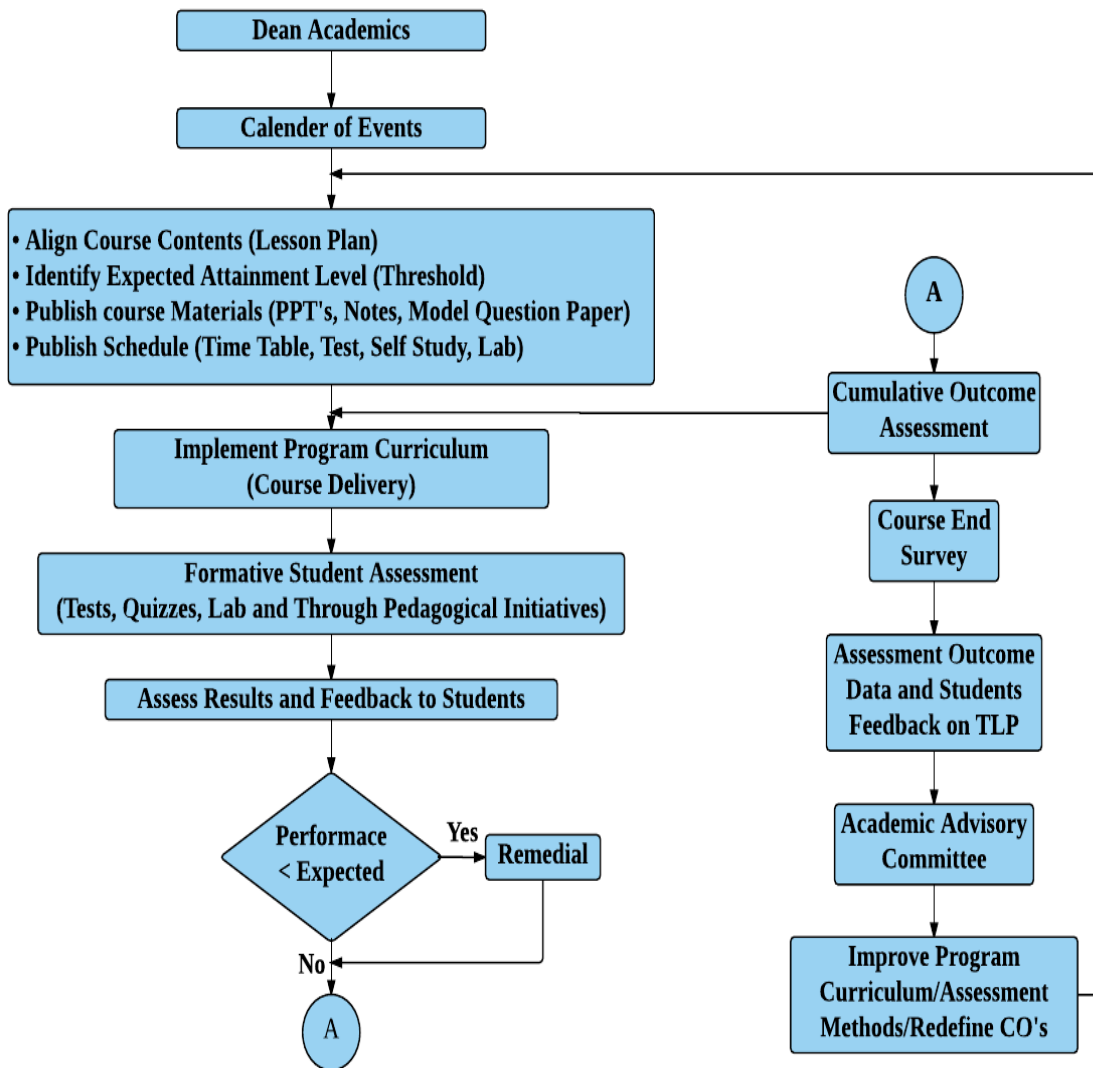 Dean Academics
Calender of Events
• Align Course Contents (Lesson Plan)
• Identify Expected Attainment Level (Threshold)
• Publish course Materials (PPT's, Notes, Model Question Paper)
• Publish Schedule (Time Table, Test, Self Study, Lab)
Implement Program Curriculum
(Course Delivery)
Formative Student Assessment
(Tests, Quizzes, Lab and Through Pedagogical Initiatives)
Assess Results and Feedback to Students
Performace
< Expected
Yes
Remedial
No
A
A
Cumulative Outcome
Assessment
Course End
Survey
Assessment Outcome
Data and Students
Feedback on TLP
Academic Advisory
Committee
Improve Program
Curriculum/Assessment
Methods/Redefine CO's